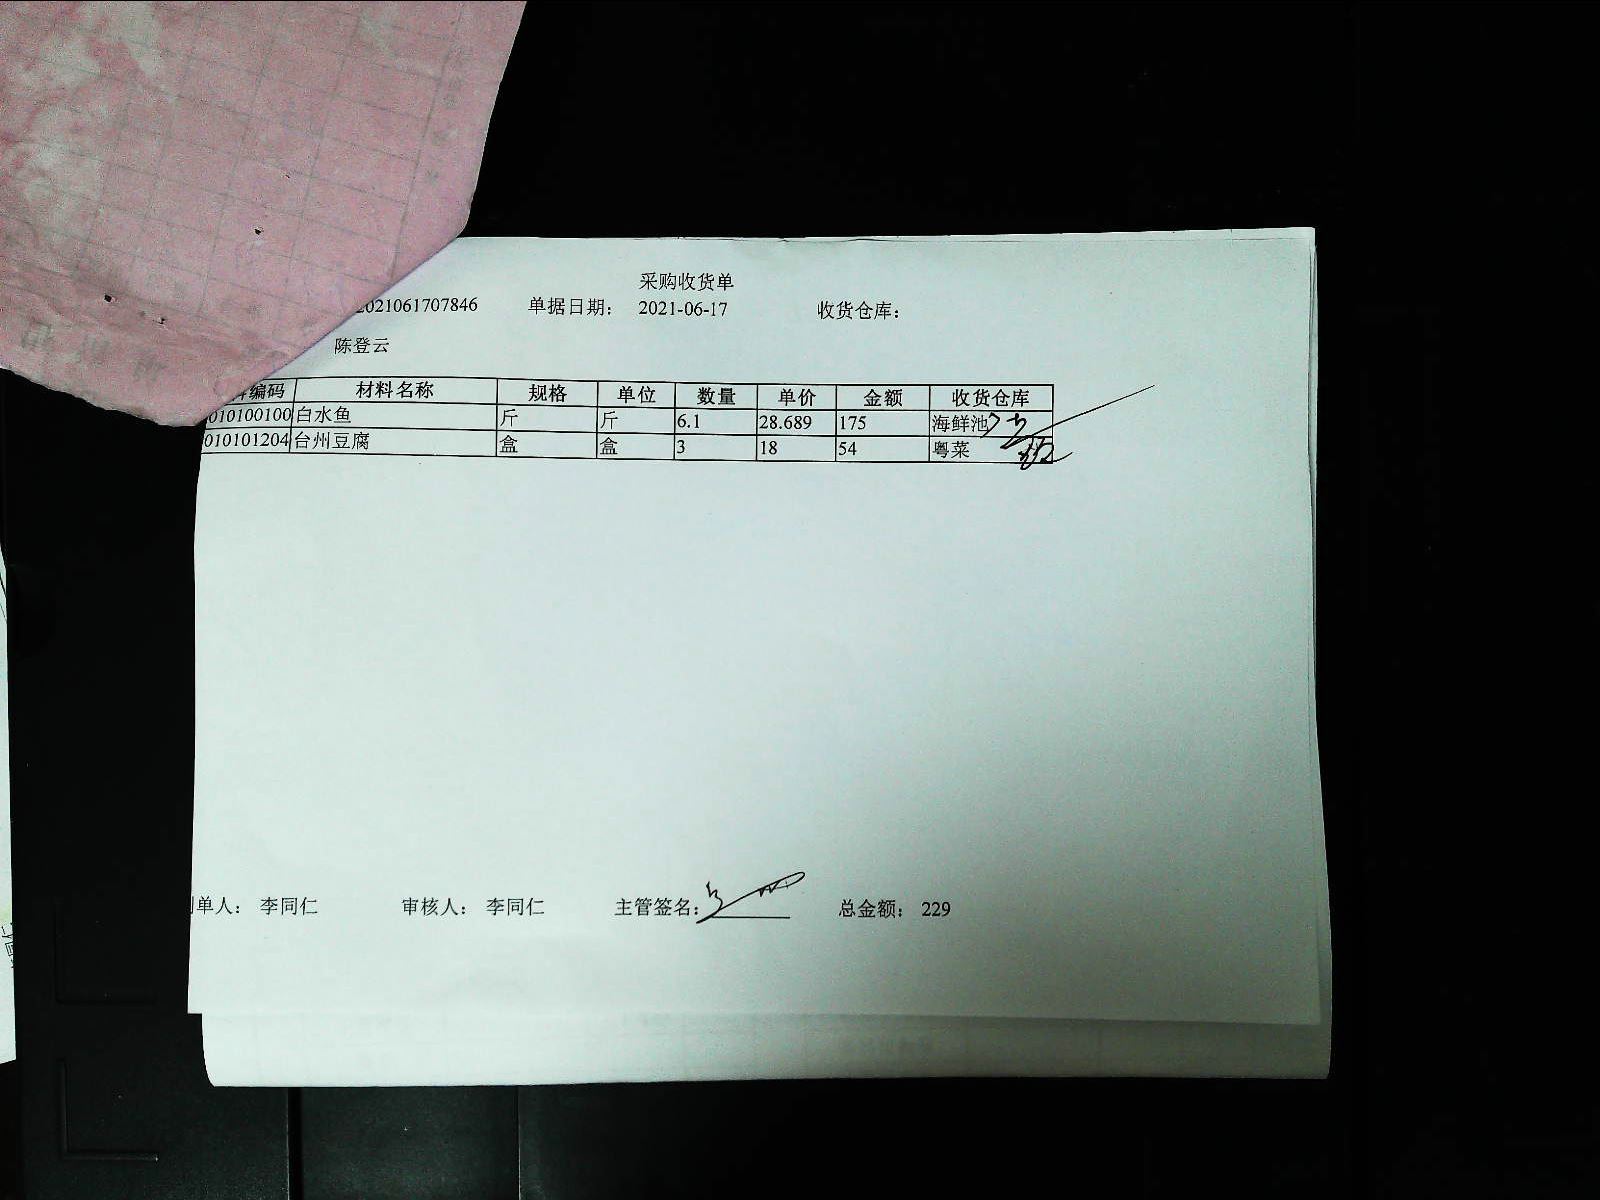 采购收货单
2021061707846 单据日期： 2021-06-17 收货仓库：
陈登云
编码 材料名称 规格 单位 数量 单价 金额 收货仓库
010100100 白水鱼 斤 斤 6.1 28.689 175 海鲜池
010101204 台州豆腐 盒 盒 3 18 54 粤菜
单人： 李同仁 审核人： 李同仁 主管签名： 总金额： 229